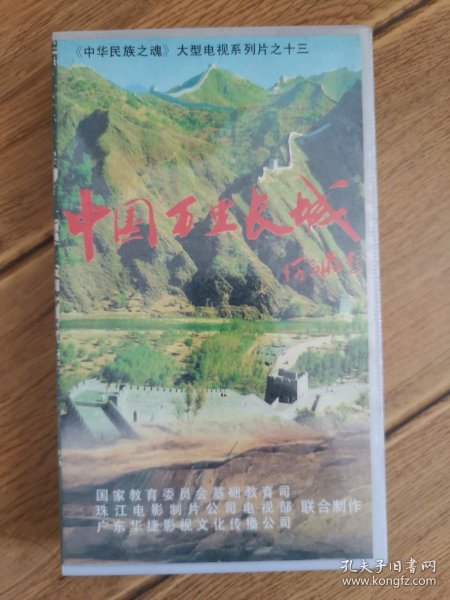 《中华民族之魂》大型电视系列片之十三
中国万里长城
国家教育委员会基础教育司
珠江电影制片公司电视部 联合制作
广东华捷影视文化传播公司
孔夫子旧书网
www.kongfz.com